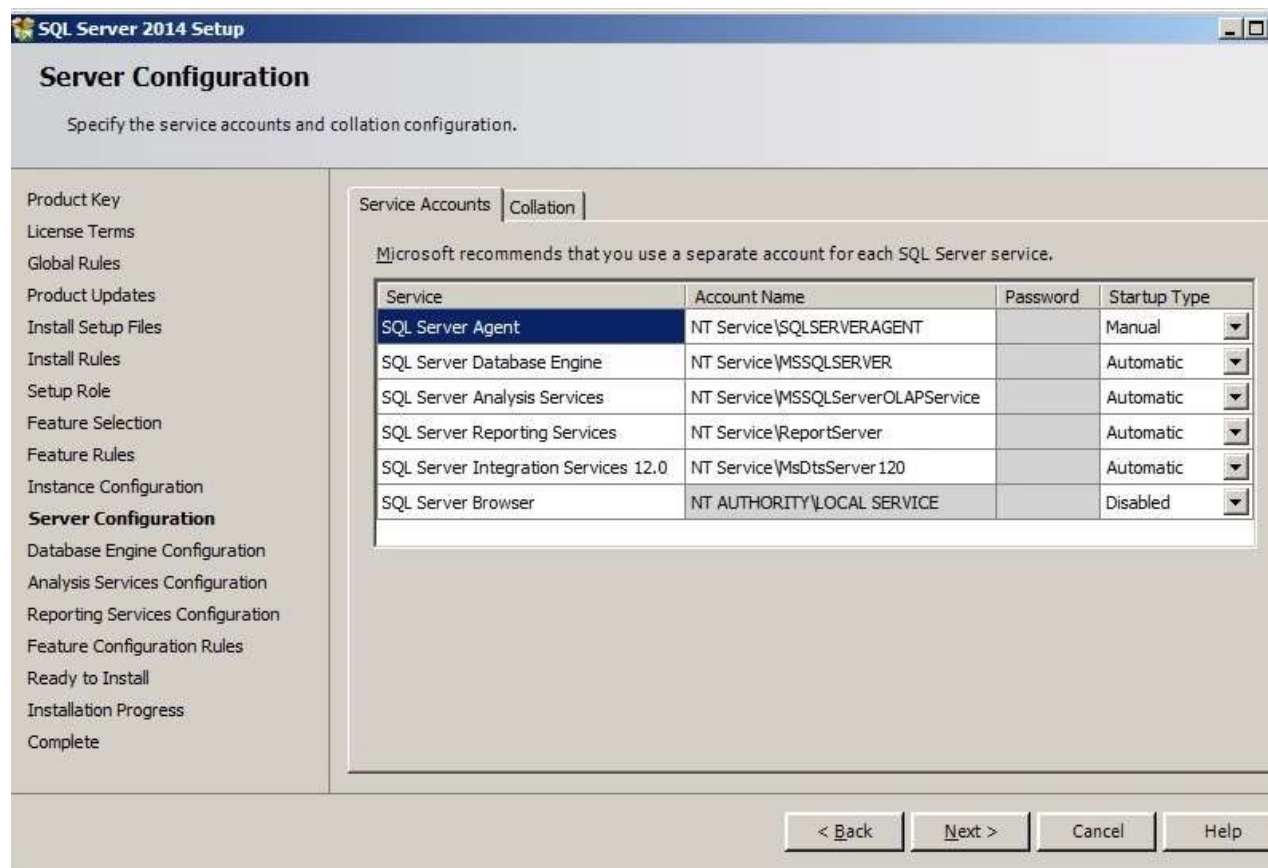 SQL Server 2014 Setup
Server Configuration
Specify the service accounts and collation configuration.
Product Key
License Terms
Global Rules
Product Updates
Install Setup Files
Install Rules
Setup Role
Feature Selection
Feature Rules
Instance Configuration
Server Configuration
Database Engine Configuration
Analysis Services Configuration
Reporting Services Configuration
Feature Configuration Rules
Ready to Install
Installation Progress
Complete
Service Accounts Collation
Microsoft recommends that you use a separate account for each SQL Server service.
Service Account Name Password Startup Type
SQL Server Agent NT Service\SQLSERVERAGENT Manual
SQL Server Database Engine NT Service\MSSQLSERVER Automatic
SQL Server Analysis Services NT Service\MSSQLServerOLAPService Automatic
SQL Server Reporting Services NT Service\ReportServer Automatic
SQL Server Integration Services 12.0 NT Service\MsDtsServer120 Automatic
SQL Server Browser NT AUTHORITY\LOCAL SERVICE Disabled
< Back Next > Cancel Help